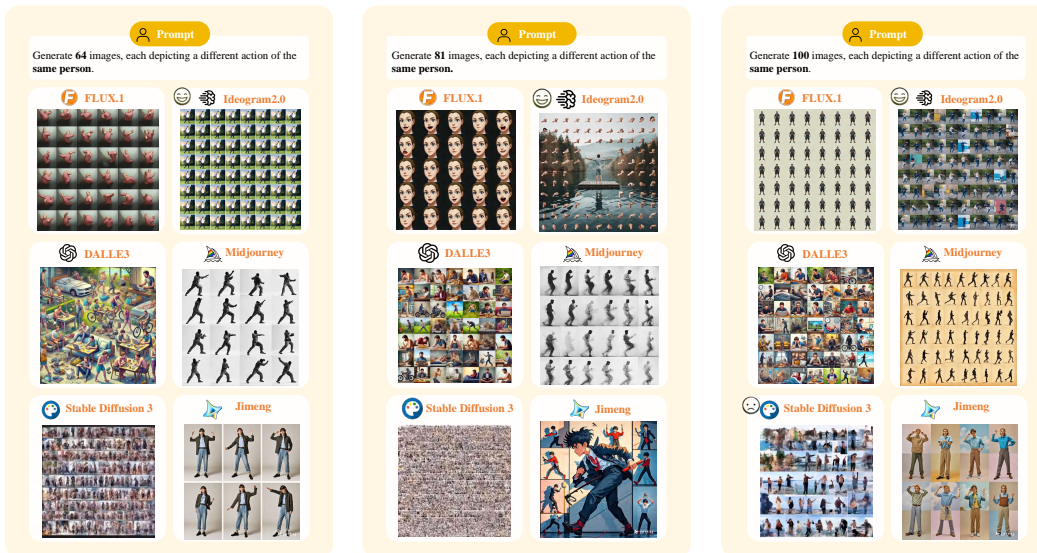 Prompt
Generate 64 images, each depicting a different action of the
same person.
FLUX.1
Ideogram2.0
DALLE3
Midjourney
Stable Diffusion 3
Jimeng
Prompt
Generate 81 images, each depicting a different action of the
same person.
FLUX.1
Ideogram2.0
DALLE3
Midjourney
Stable Diffusion 3
Jimeng
Prompt
Generate 100 images, each depicting a different action of the
same person.
FLUX.1
Ideogram2.0
DALLE3
Midjourney
Stable Diffusion 3
Jimeng